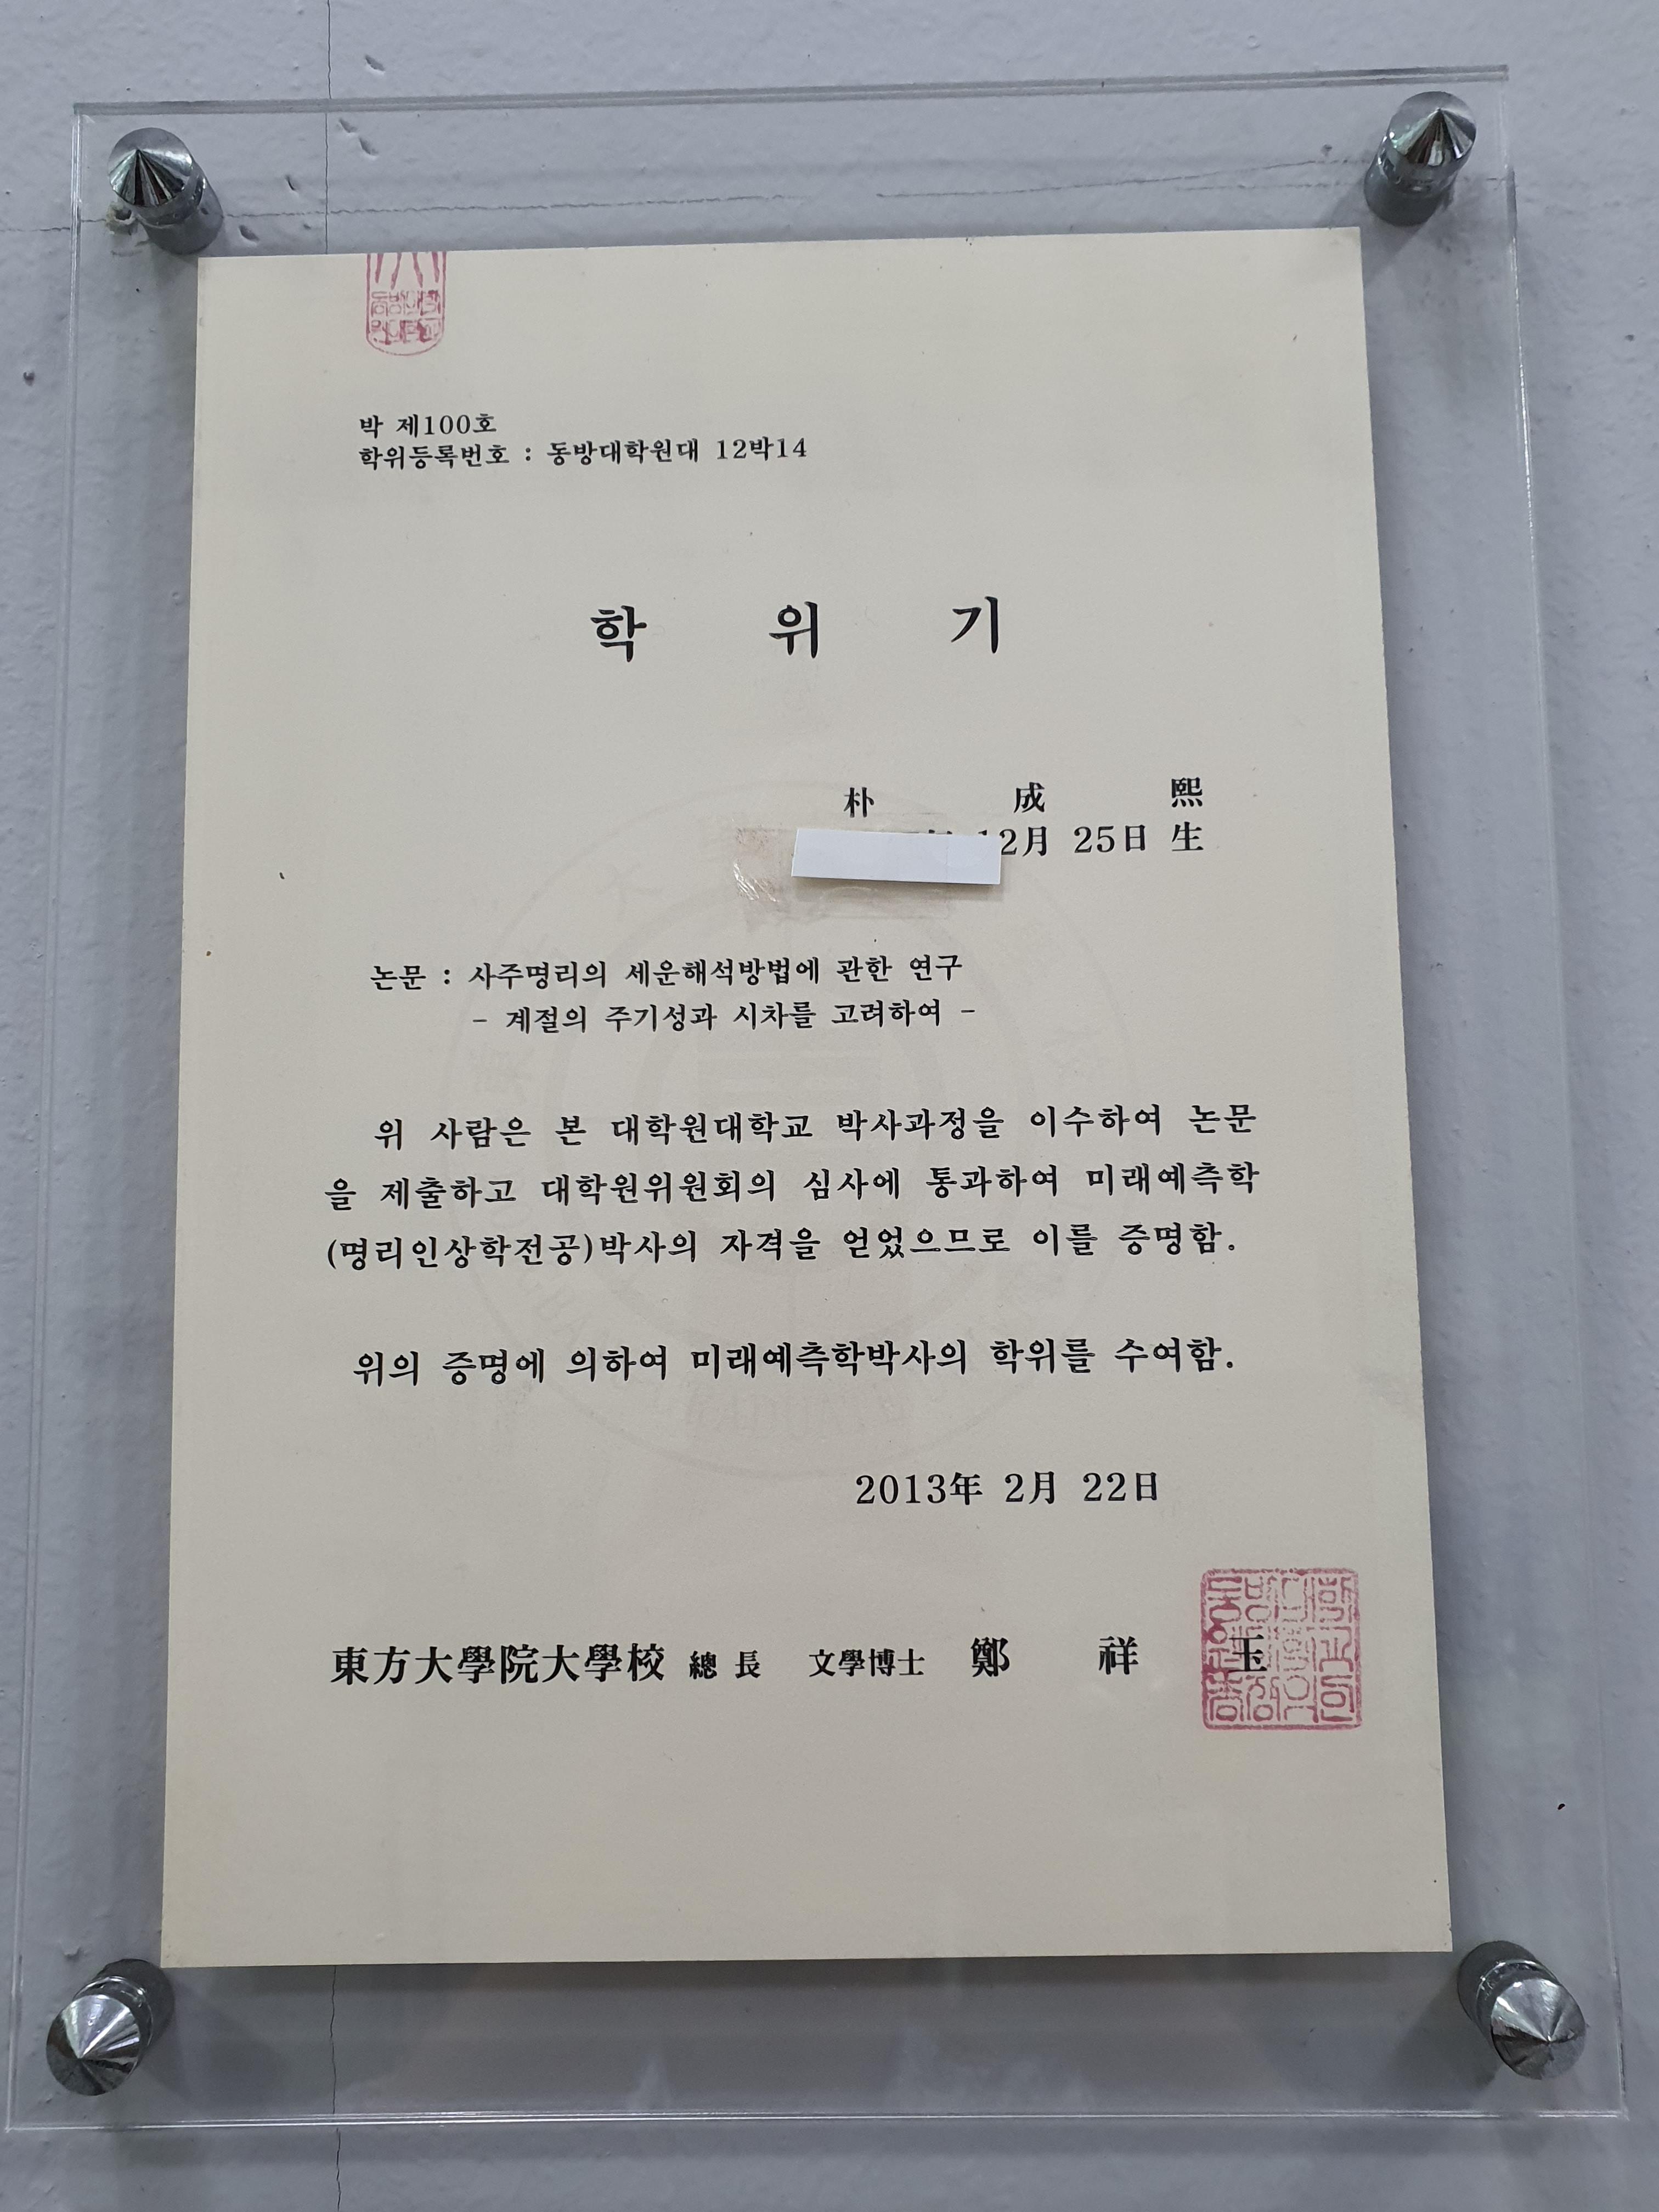 박 제100호
학위등록번호 : 동방대학원대 12박14
학 위 기
朴 成 熙
12月 25日 生
논문 : 사주명리의 세운해석방법에 관한 연구
- 계절의 주기성과 시차를 고려하여 -
위 사람은 본 대학원대학교 박사과정을 이수하여 논문
을 제출하고 대학원위원회의 심사에 통과하여 미래예측학
(명리인상학전공)박사의 자격을 얻었으므로 이를 증명함.
위의 증명에 의하여 미래예측학박사의 학위를 수여함.
2013年 2月 22日
東方大學院大學校 總 長 文學博士 鄭 祥 玉